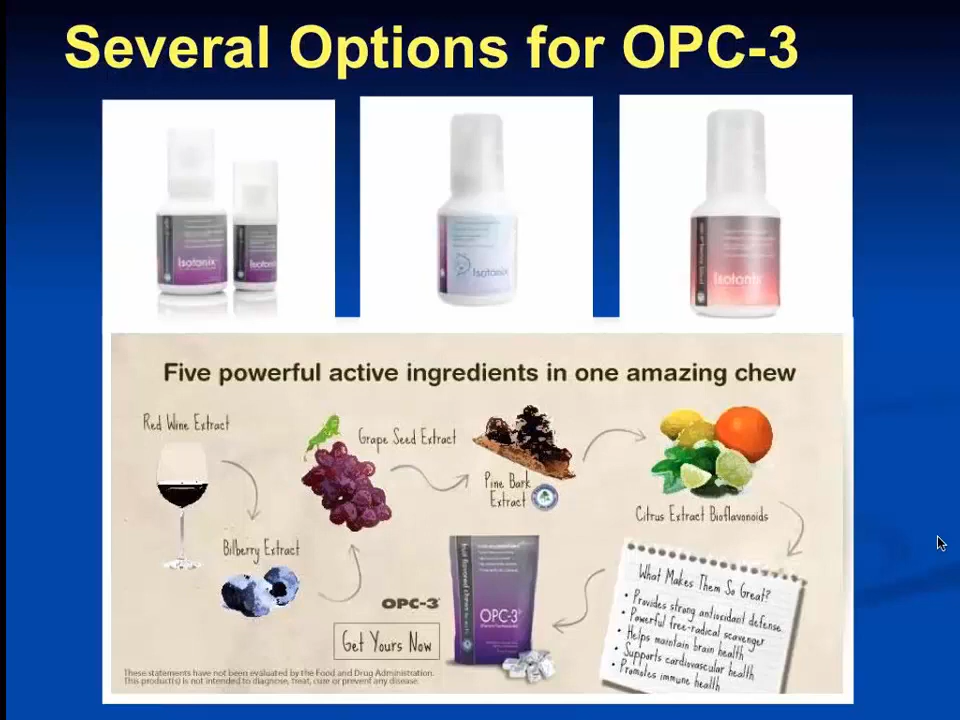 Several Options for OPC-3
Isotonix
Isotonix
Isotonix
Isotonix
Five powerful active ingredients in one amazing chew
Red Wine Extract
Grape Seed Extract
Pine Bark
Extract
Citrus Extract Bioflavonoids
Bilberry Extract
OPC-3®
Get Yours Now
OPC-3
What Makes Them So Great?
• Provides strong antioxidant defense
• Powerful free-radical scavenger
• Helps maintain brain health
• Supports cardiovascular health
• Promotes immune health
These statements have not been evaluated by the Food and Drug Administration.
This product(s) is not intended to diagnose, treat, cure or prevent any disease.